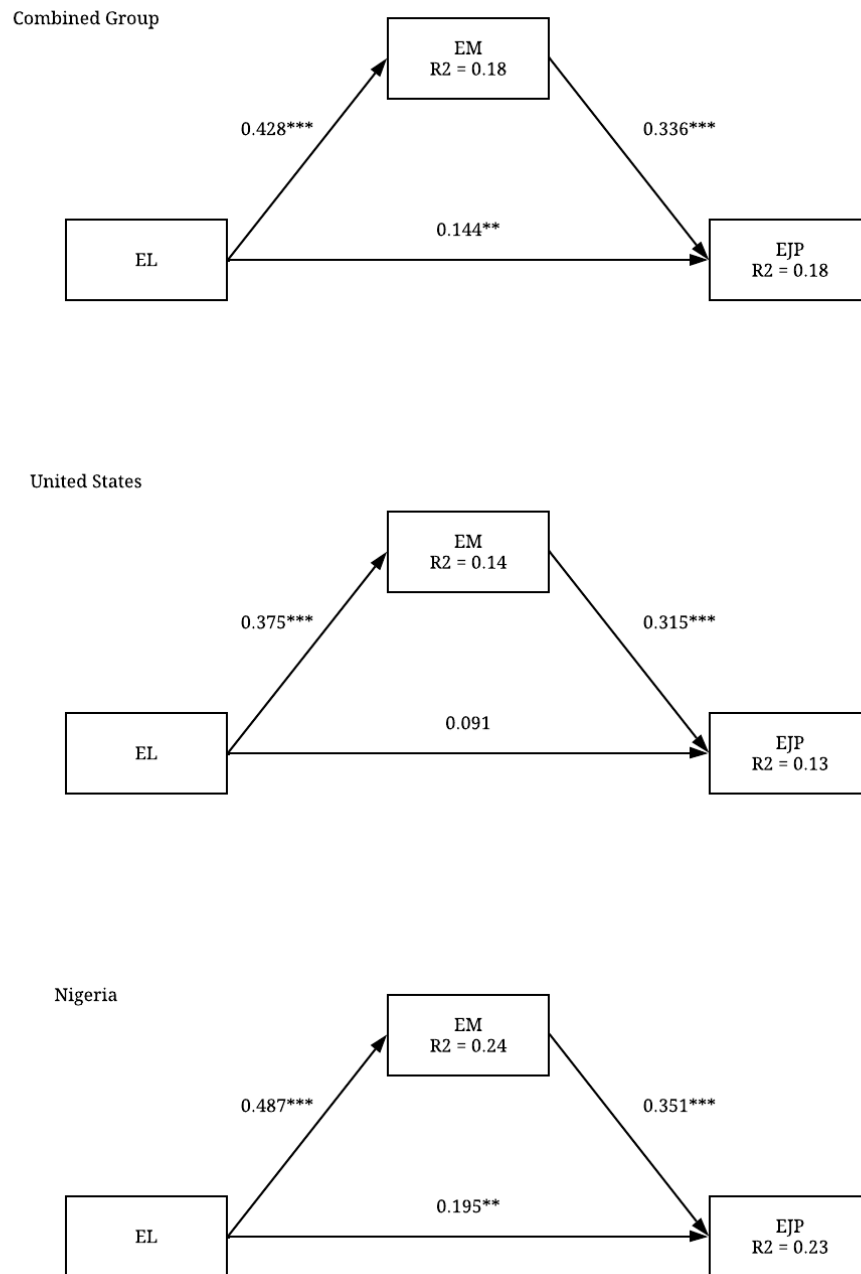 Combined Group
EM
R2 = 0.18
0.428***
0.336***
0.144**
EL
EJP
R2 = 0.18
United States
EM
R2 = 0.14
0.375***
0.315***
0.091
EL
EJP
R2 = 0.13
Nigeria
EM
R2 = 0.24
0.487***
0.351***
0.195**
EL
EJP
R2 = 0.23